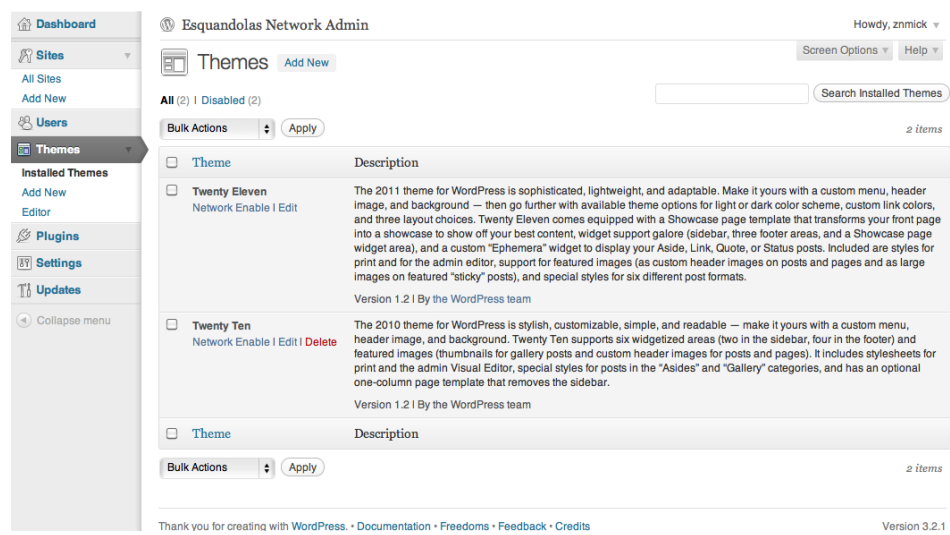 Dashboard
Sites
All Sites
Add New
Users
Themes
Installed Themes
Add New
Editor
Plugins
Settings
Updates
Collapse menu
Esquandolas Network Admin
Howdy, znmick
Screen Options
Help
Themes Add New
All (2) | Disabled (2)
Search Installed Themes
Bulk Actions Apply
2 items
Theme Description
Twenty Eleven
Network Enable | Edit
The 2011 theme for WordPress is sophisticated, lightweight, and adaptable. Make it yours with a custom menu, header
image, and background — then go further with available theme options for light or dark color scheme, custom link colors,
and three layout choices. Twenty Eleven comes equipped with a Showcase page template that transforms your front page
into a showcase to show off your best content, widget support galore (sidebar, three footer areas, and a Showcase page
widget area), and a custom "Ephemera" widget to display your Aside, Link, Quote, or Status posts. Included are styles for
print and for the admin editor, support for featured images (as custom header images on posts and pages and as large
images on featured “sticky” posts), and special styles for six different post formats.
Version 1.2 | By the WordPress team
Twenty Ten
Network Enable | Edit | Delete
The 2010 theme for WordPress is stylish, customizable, simple, and readable — make it yours with a custom menu,
header image, and background. Twenty Ten supports six widgetized areas (two in the sidebar, four in the footer) and
featured images (thumbnails for gallery posts and custom header images for posts and pages). It includes stylesheets for
print and the admin Visual Editor, special styles for posts in the “Asides” and “Gallery” categories, and has an optional
one-column page template that removes the sidebar.
Version 1.2 | By the WordPress team
Theme Description
Bulk Actions Apply
2 items
Thank you for creating with WordPress. • Documentation • Freedoms • Feedback • Credits
Version 3.2.1